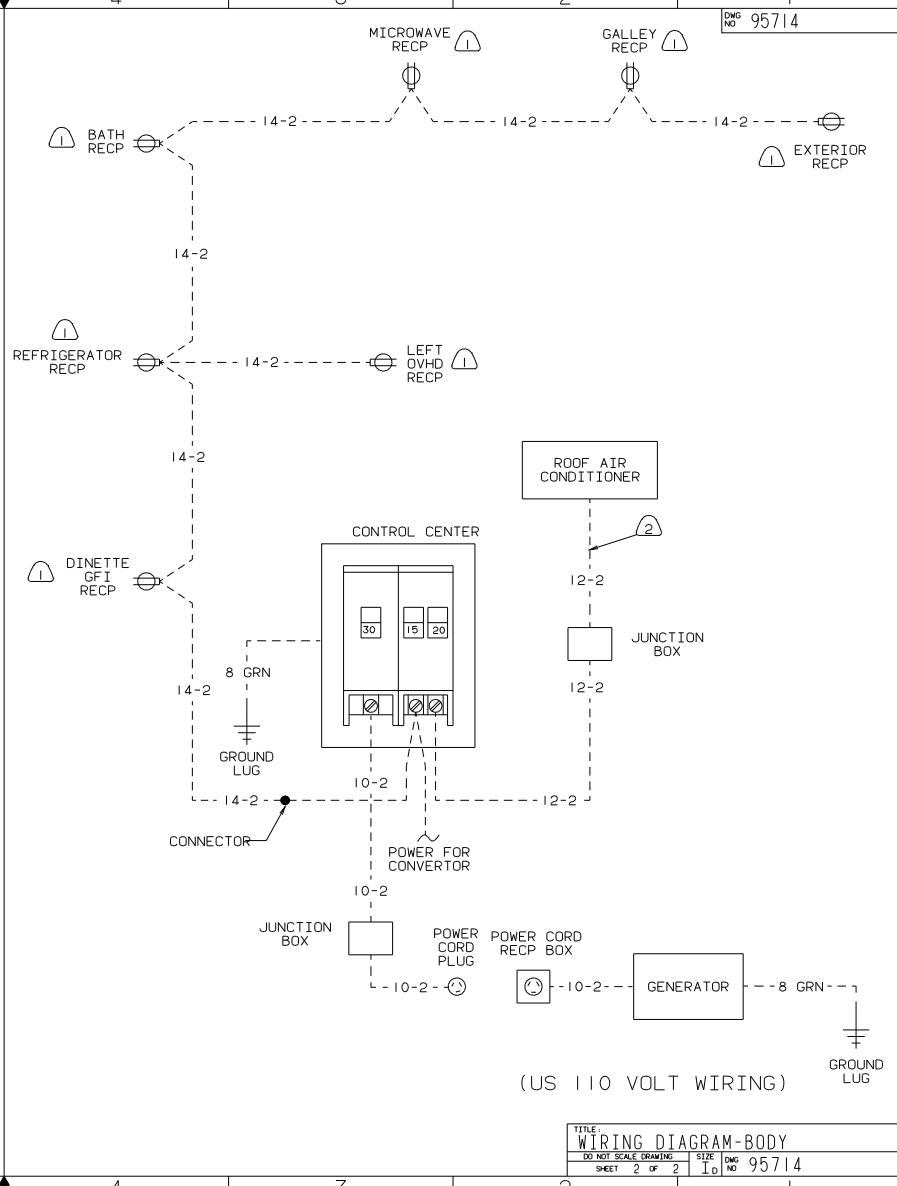 DWG
NO 95714
MICROWAVE
RECP
1
GALLEY
RECP
1
14-2
14-2
14-2
1
BATH
RECP
1
EXTERIOR
RECP
14-2
1
REFRIGERATOR
RECP
14-2
LEFT
OVHD
RECP
1
14-2
ROOF AIR
CONDITIONER
2
CONTROL CENTER
1
DINETTE
GFI
RECP
12-2
30
15
20
JUNCTION
BOX
8 GRN
14-2
12-2
GROUND
LUG
10-2
14-2
12-2
CONNECTOR
POWER FOR
CONVERTOR
10-2
JUNCTION
BOX
POWER
CORD
PLUG
POWER CORD
RECP BOX
10-2
10-2
GENERATOR
8 GRN
GROUND
LUG
(US 110 VOLT WIRING)
TITLE:
WIRING DIAGRAM-BODY
DO NOT SCALE DRAWING
SHEET 2 OF 2
SIZE
D
DWG
NO 95714